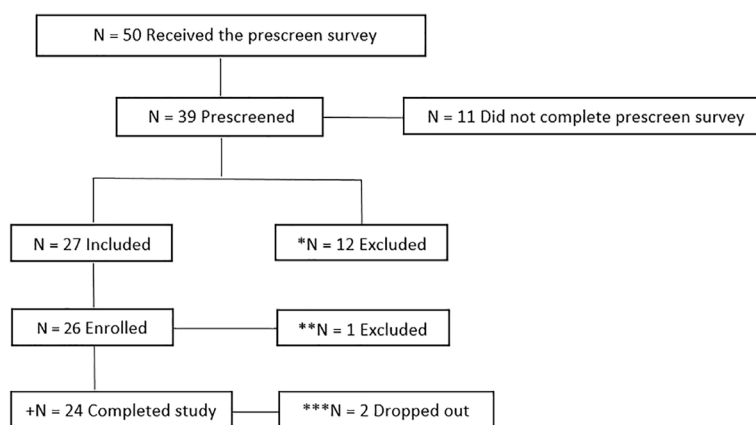 N = 50 Received the prescreen survey
N = 39 Prescreened
N = 11 Did not complete prescreen survey
N = 27 Included
*N = 12 Excluded
N = 26 Enrolled
**N = 1 Excluded
+N = 24 Completed study
***N = 2 Dropped out